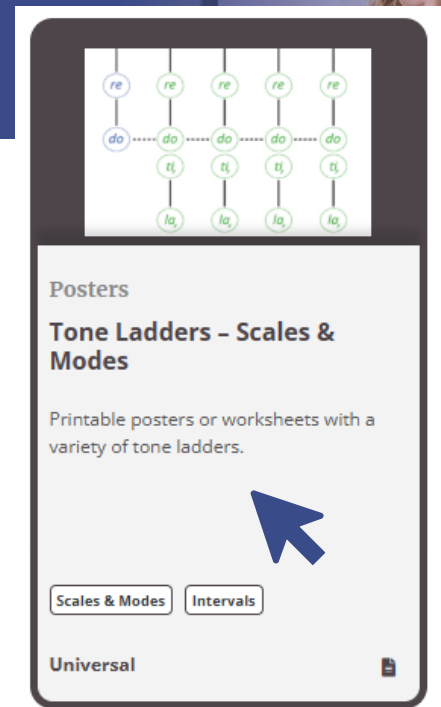 re re re re re
do do do do do
ti, ti, ti, ti,
la, la, la, la,
Posters
Tone Ladders – Scales &
Modes
Printable posters or worksheets with a
variety of tone ladders.
Scales & Modes Intervals
Universal